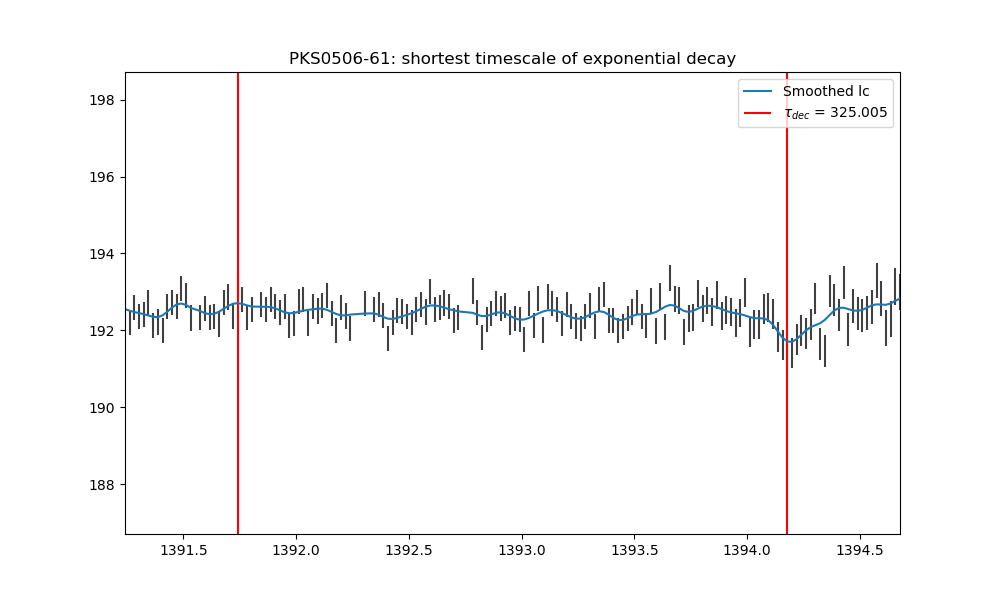 PKS0506-61: shortest timescale of exponential decay
Smoothed lc
τ_dec = 325.005
198
196
194
192
190
188
1391.5 1392.0 1392.5 1393.0 1393.5 1394.0 1394.5